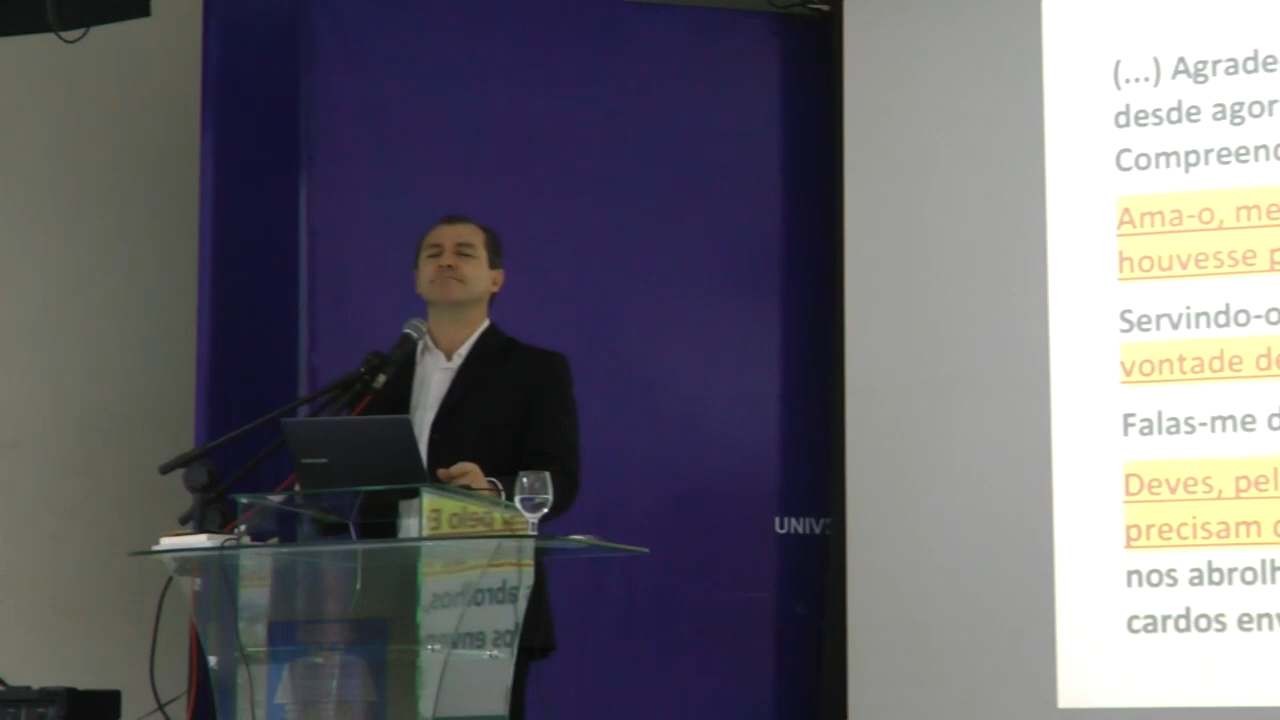 (...) Agrade
desde agor
Compreend
Ama-o, me
houvesse p
Servindo-o
vontade de
Falas-me d
Deves, pel
precisam d
nos abrolh
cardos env
UNIV